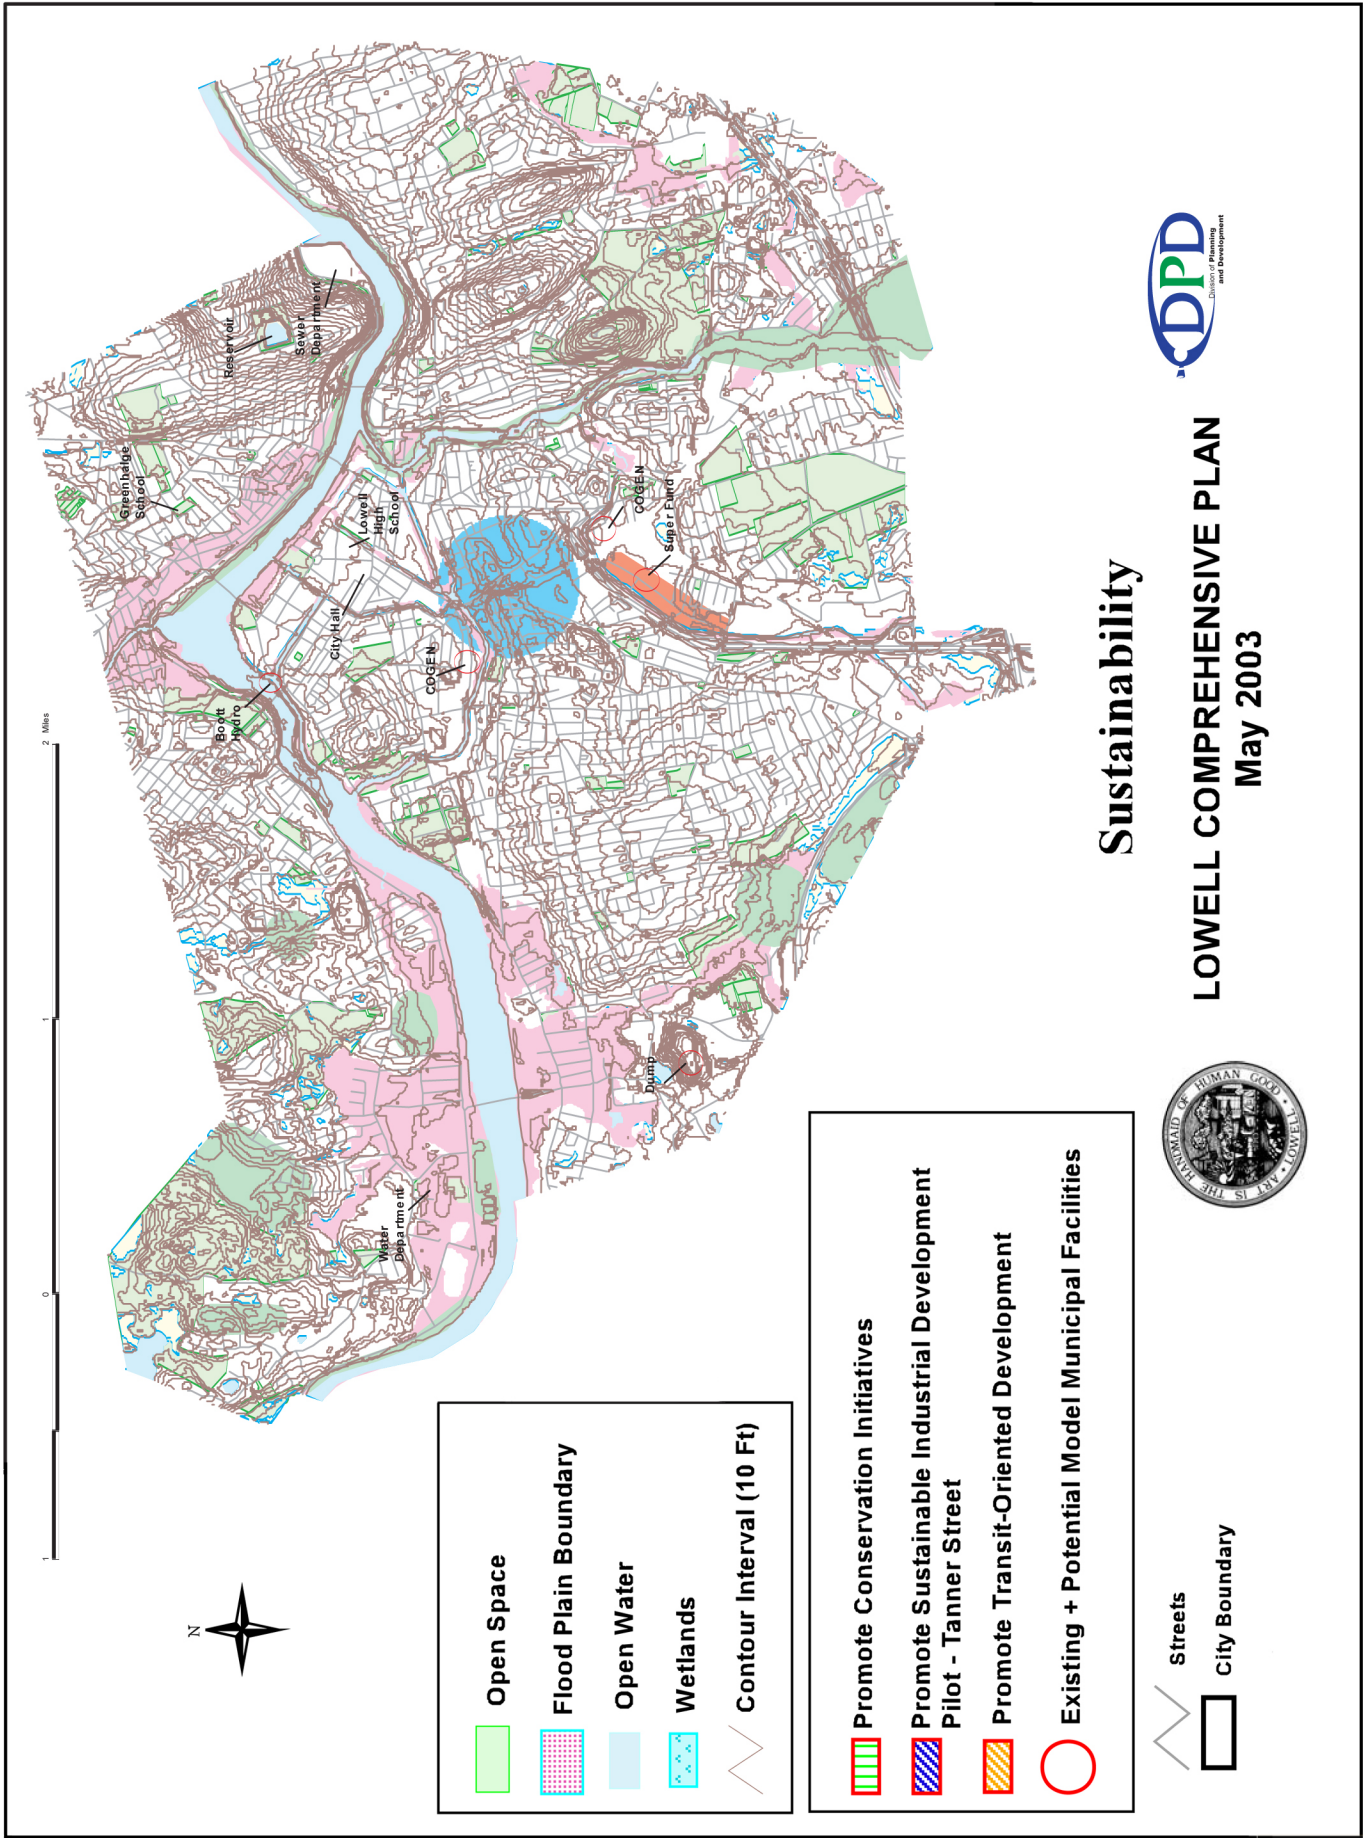 1
0
1
2 Miles
N
Reservoir
Sewer
Department
Greenhalge
School
Lowell
High
School
City Hall
COGEN
Boott
Hydro
COGEN
Super Fund
Dump
Water
Department
Open Space
Flood Plain Boundary
Open Water
Wetlands
Contour Interval (10 Ft)
Promote Conservation Initiatives
Promote Sustainable Industrial Development
Pilot - Tanner Street
Promote Transit-Oriented Development
Existing + Potential Model Municipal Facilities
Streets
City Boundary
ART IS THE HANDMAID OF HUMAN GOOD • LOWELL •
Sustainability
LOWELL COMPREHENSIVE PLAN
May 2003
DPD
Division of Planning
and Development